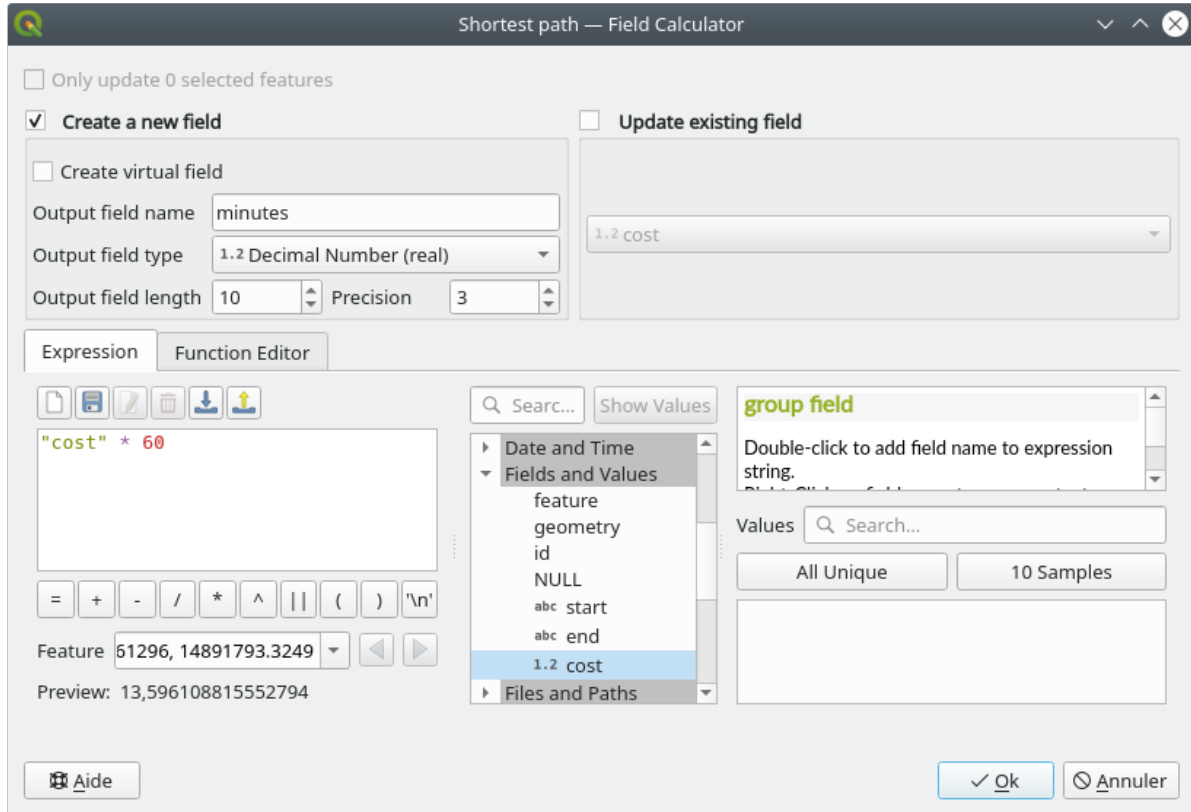 Shortest path — Field Calculator
Only update 0 selected features
Create a new field
Update existing field
Create virtual field
Output field name minutes
1.2 cost
Output field type 1.2 Decimal Number (real)
Output field length 10 Precision 3
Expression Function Editor
"cost" * 60
= + - / * ^ || ( ) '\n'
Feature 61296, 14891793.3249
Preview: 13,596108815552794
Searc... Show Values
Date and Time
Fields and Values
feature
geometry
id
NULL
abc start
abc end
1.2 cost
Files and Paths
group field
Double-click to add field name to expression
string.
Values Search...
All Unique 10 Samples
Aide
Ok Annuler